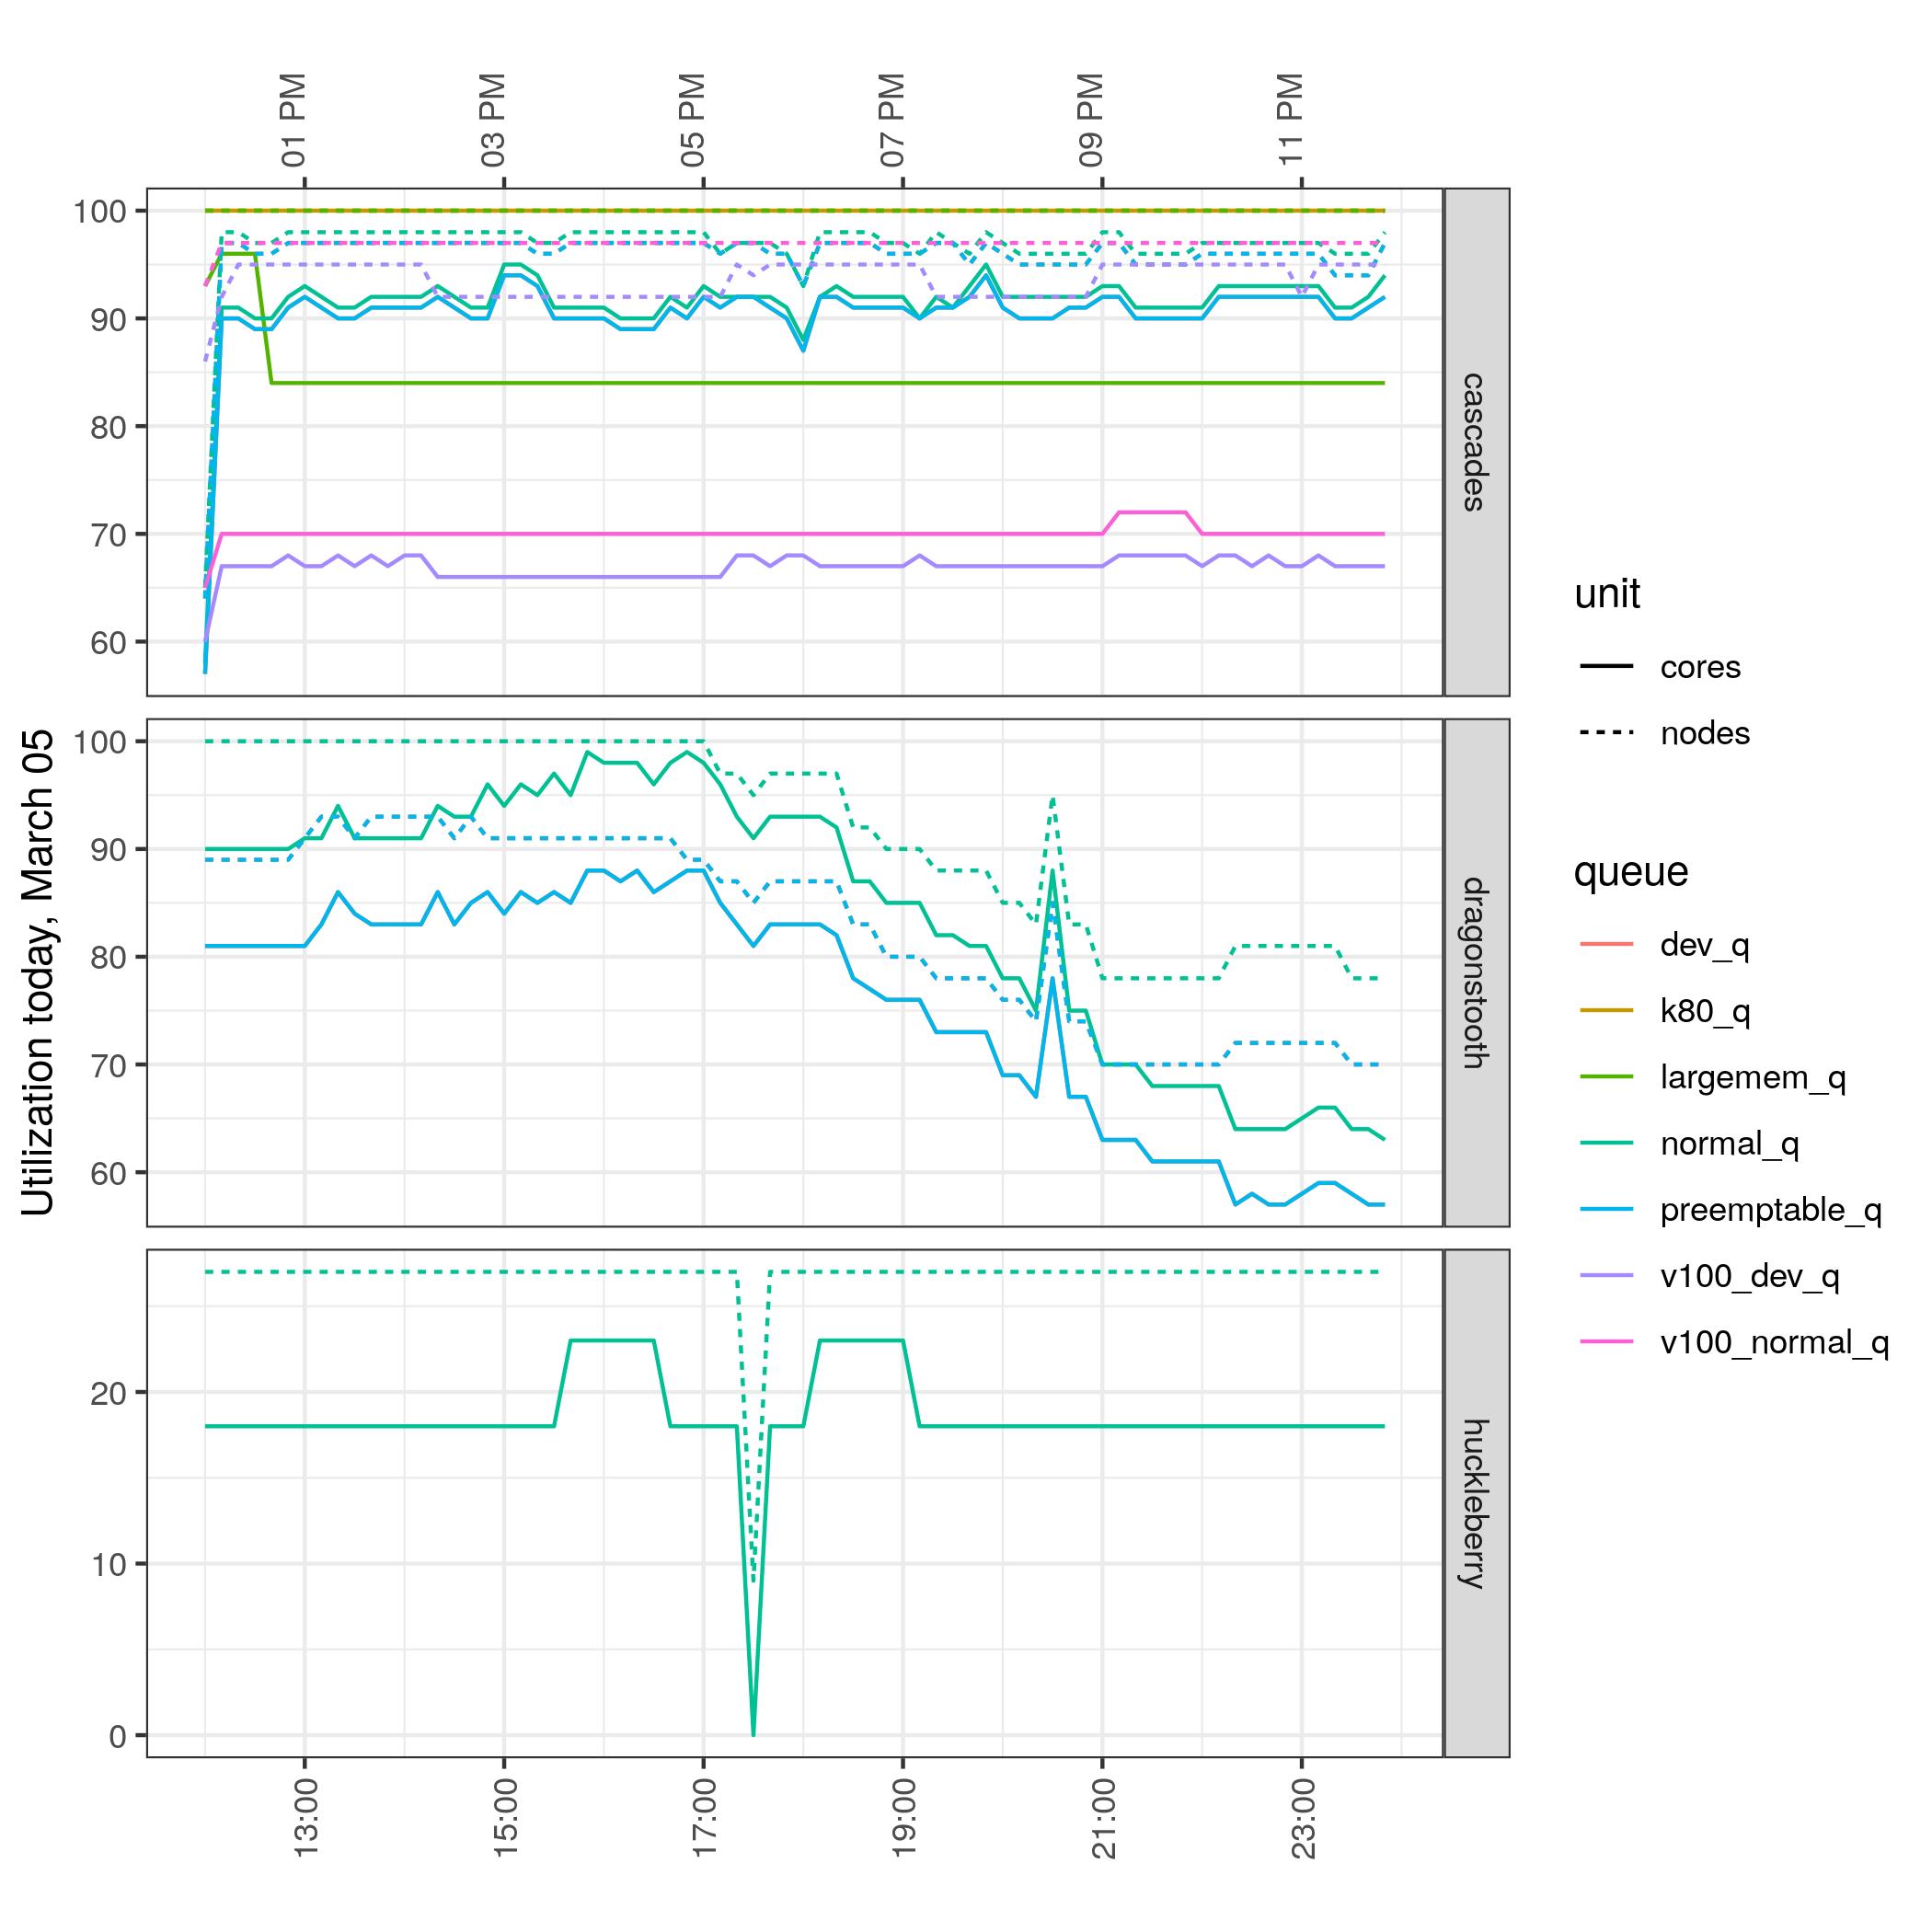 01 PM
03 PM
05 PM
07 PM
09 PM
11 PM
Utilization today, March 05
100
90
80
70
60
cascades
100
90
80
70
60
dragonstooth
20
10
0
huckleberry
13:00
15:00
17:00
19:00
21:00
23:00
unit
cores
nodes
queue
dev_q
k80_q
largemem_q
normal_q
preemptable_q
v100_dev_q
v100_normal_q